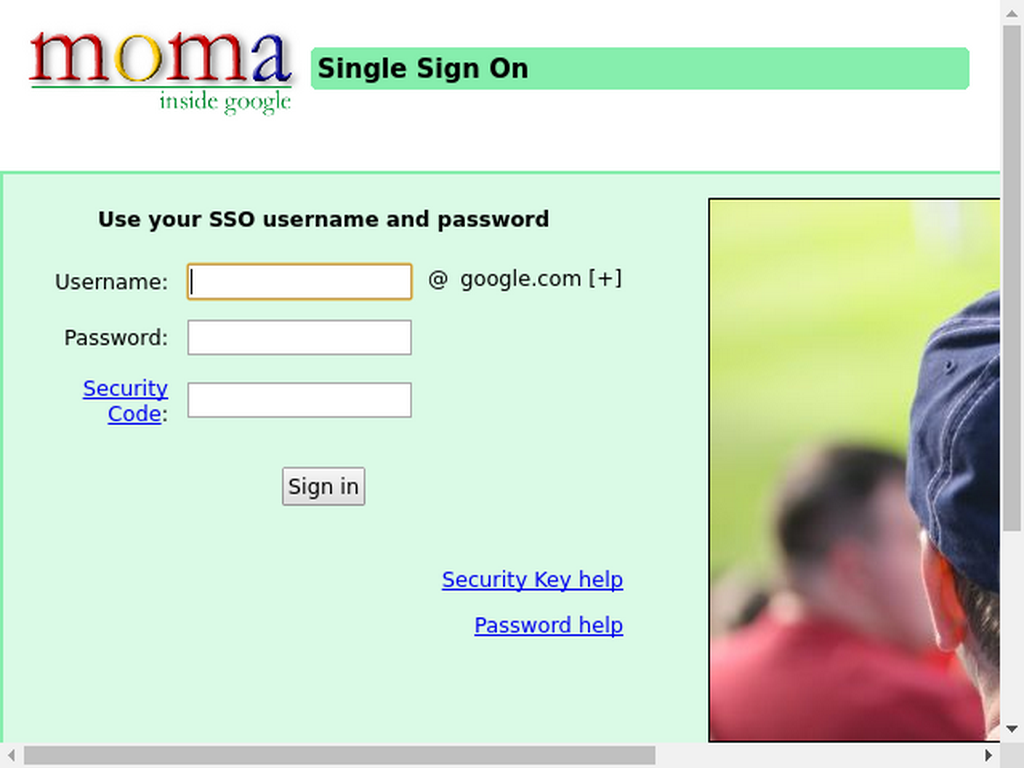 moma
inside google
Single Sign On
Use your SSO username and password
Username:
@ google.com [+]
Password:
Security
Code:
Sign in
Security Key help
Password help